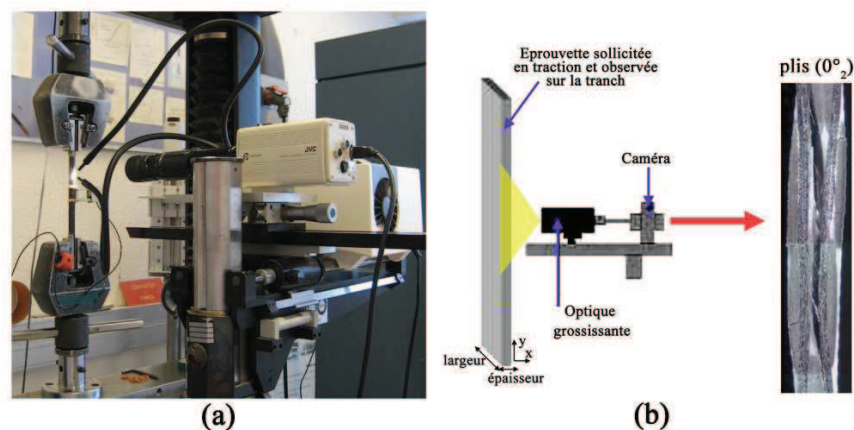 Eprouvette sollicitée
en traction et observée
sur la tranch
plis (0°₂)
Caméra
JVC
Optique
grossissante
y
x
largeur
épaisseur
(a)
(b)